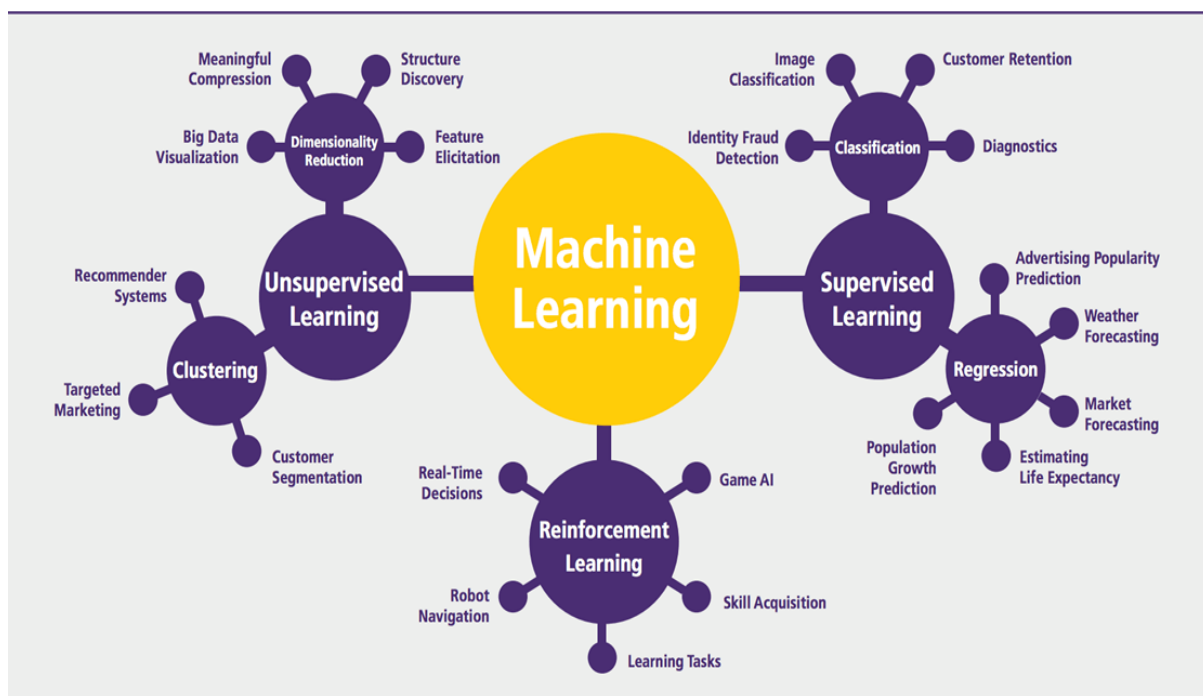 Meaningful
Compression
Structure
Discovery
Big Data
Visualization
Dimensionality
Reduction
Feature
Elicitation
Unsupervised
Learning
Recommender
Systems
Clustering
Targeted
Marketing
Customer
Segmentation
Machine
Learning
Image
Classification
Customer Retention
Identity Fraud
Detection
Classification
Diagnostics
Supervised
Learning
Advertising Popularity
Prediction
Weather
Forecasting
Regression
Market
Forecasting
Population
Growth
Prediction
Estimating
Life Expectancy
Real-Time
Decisions
Game AI
Reinforcement
Learning
Robot
Navigation
Skill Acquisition
Learning Tasks